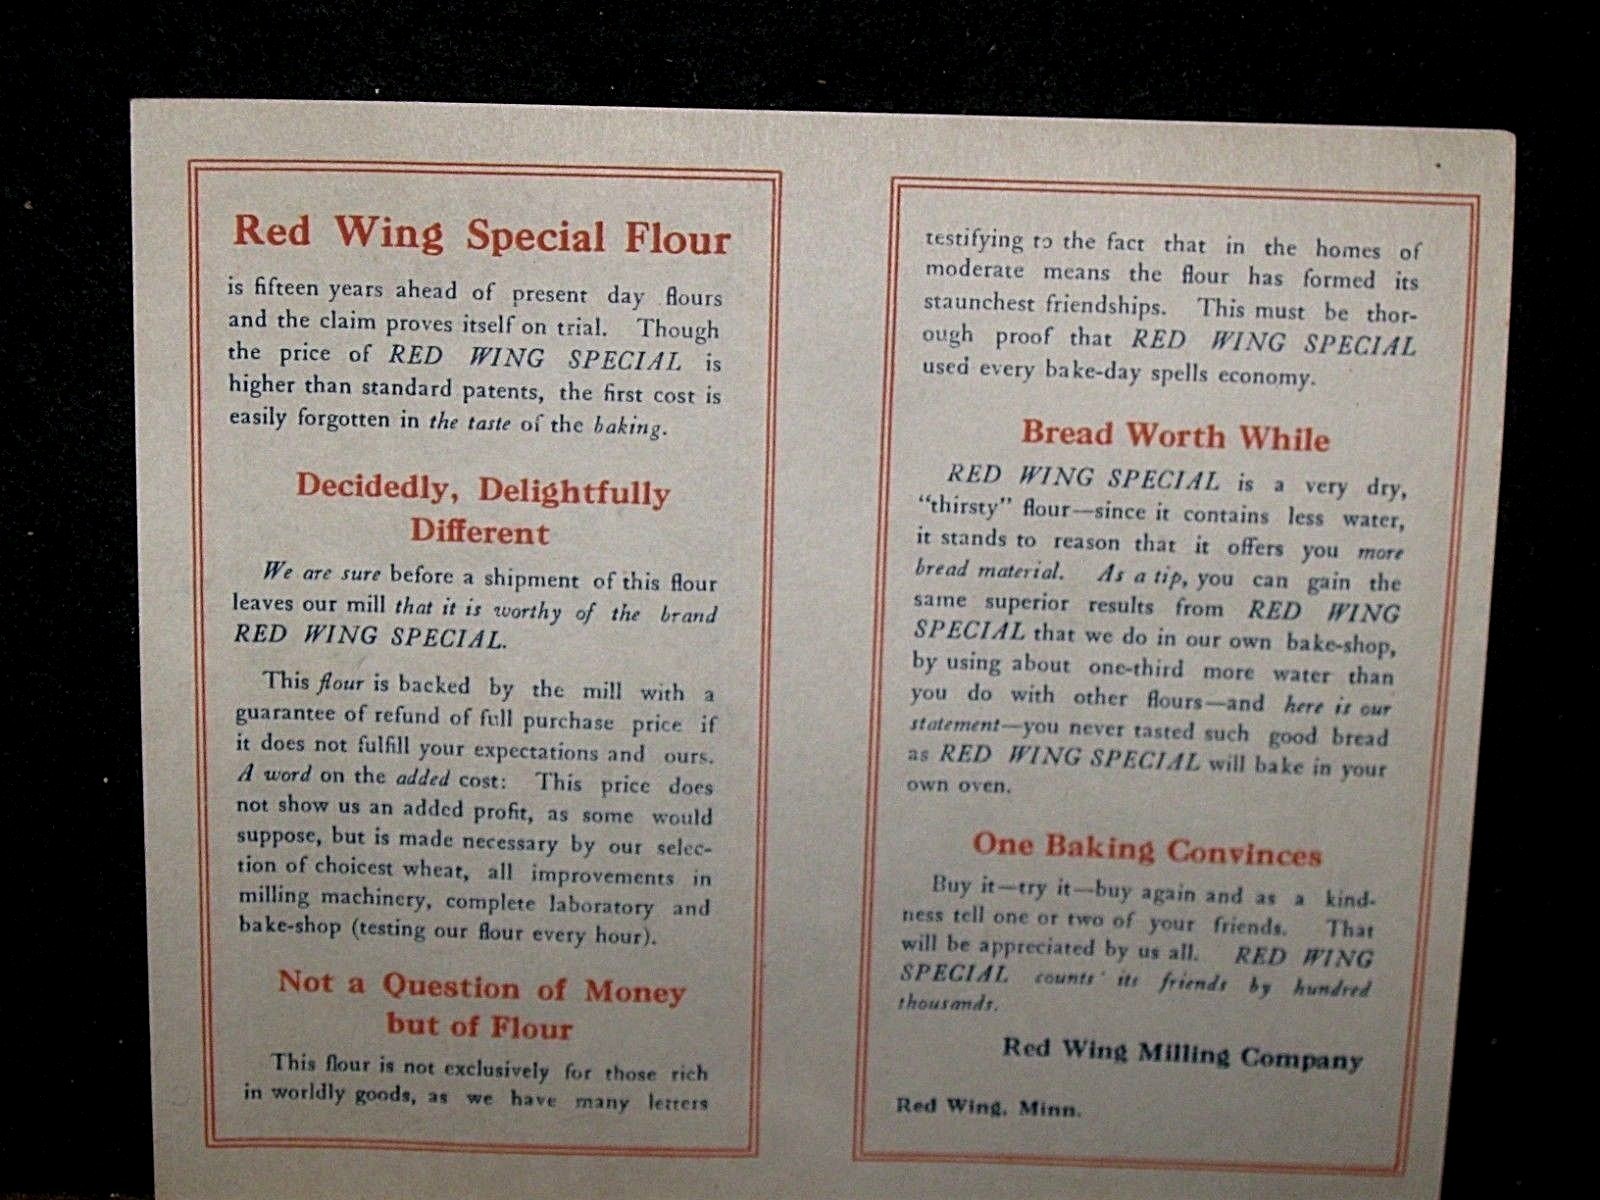 Red Wing Special Flour
is fifteen years ahead of present day flours
and the claim proves itself on trial. Though
the price of RED WING SPECIAL is
higher than standard patents, the first cost is
easily forgotten in the taste of the baking.
Decidedly, Delightfully
Different
We are sure before a shipment of this flour
leaves our mill that it is worthy of the brand
RED WING SPECIAL.
This flour is backed by the mill with a
guarantee of refund of full purchase price if
it does not fulfill your expectations and ours.
A word on the added cost: This price does
not show us an added profit, as some would
suppose, but is made necessary by our selec-
tion of choicest wheat, all improvements in
milling machinery, complete laboratory and
bake-shop (testing our flour every hour).
Not a Question of Money
but of Flour
This flour is not exclusively for those rich
in worldly goods, as we have many letters
testifying to the fact that in the homes of
moderate means the flour has formed its
staunchest friendships. This must be thor-
ough proof that RED WING SPECIAL
used every bake-day spells economy.
Bread Worth While
RED WING SPECIAL is a very dry,
"thirsty" flour—since it contains less water,
it stands to reason that it offers you more
bread material. As a tip, you can gain the
same superior results from RED WING
SPECIAL that we do in our own bake-shop,
by using about one-third more water than
you do with other flours—and here is our
statement—you never tasted such good bread
as RED WING SPECIAL will bake in your
own oven.
One Baking Convinces
Buy it—try it—buy again and as a kind-
ness tell one or two of your friends. That
will be appreciated by us all. RED WING
SPECIAL counts its friends by hundred
thousands.
Red Wing Milling Company
Red Wing, Minn.